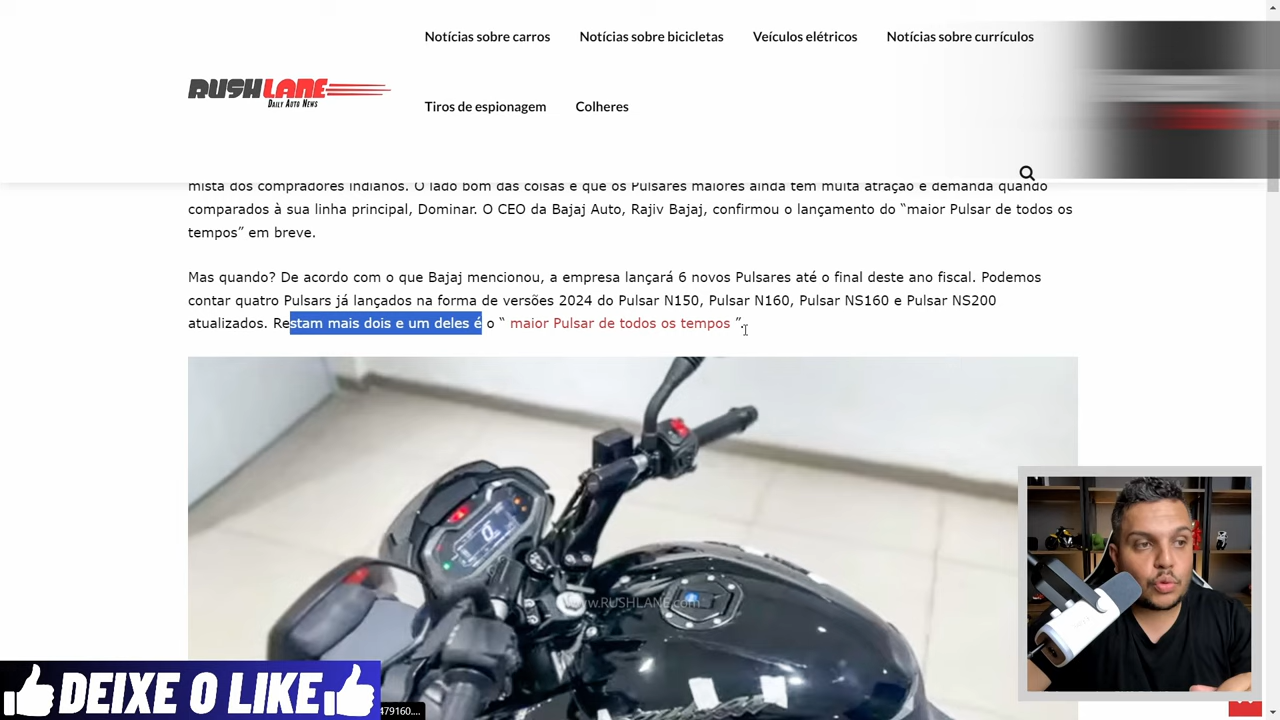 Notícias sobre carros
Notícias sobre bicicletas
Veículos elétricos
Notícias sobre currículos
RUSHLANE
DAILY AUTO NEWS
Tiros de espionagem
Colheres
mista dos compradores indianos. O lado bom das coisas é que os Pulsares maiores ainda têm muita atração e demanda quando
comparados à sua linha principal, Dominar. O CEO da Bajaj Auto, Rajiv Bajaj, confirmou o lançamento do “maior Pulsar de todos os
tempos” em breve.
Mas quando? De acordo com o que Bajaj mencionou, a empresa lançará 6 novos Pulsares até o final deste ano fiscal. Podemos
contar quatro Pulsars já lançados na forma de versões 2024 do Pulsar N150, Pulsar N160, Pulsar NS160 e Pulsar NS200
atualizados. Restam mais dois e um deles é o “ maior Pulsar de todos os tempos ”.
www.RUSHLANE.com
DEIXE O LIKE
479160....